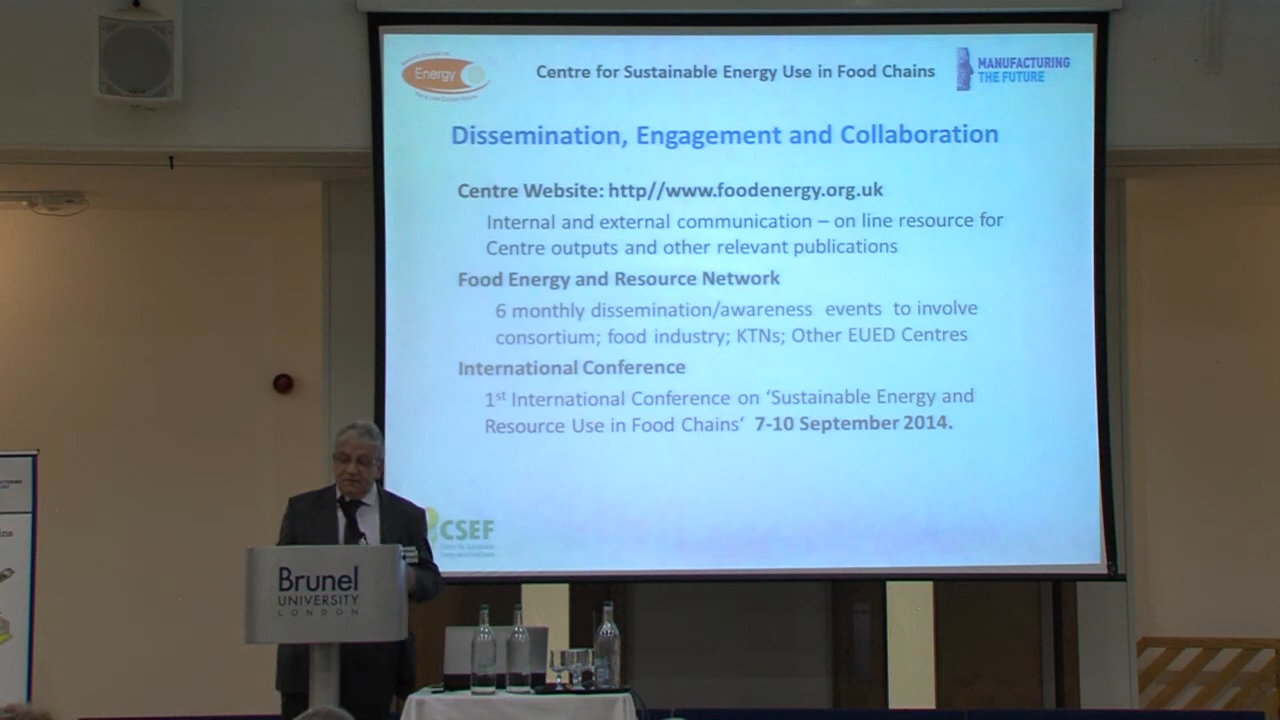 Energy
For a Low Carbon Future
Centre for Sustainable Energy Use in Food Chains
MANUFACTURING
THE FUTURE
Dissemination, Engagement and Collaboration
Centre Website: http//www.foodenergy.org.uk
Internal and external communication – on line resource for
Centre outputs and other relevant publications
Food Energy and Resource Network
6 monthly dissemination/awareness events to involve
consortium; food industry; KTNs; Other EUED Centres
International Conference
1st International Conference on ‘Sustainable Energy and
Resource Use in Food Chains‘ 7-10 September 2014.
CSEF
Brunel
UNIVERSITY
LONDON